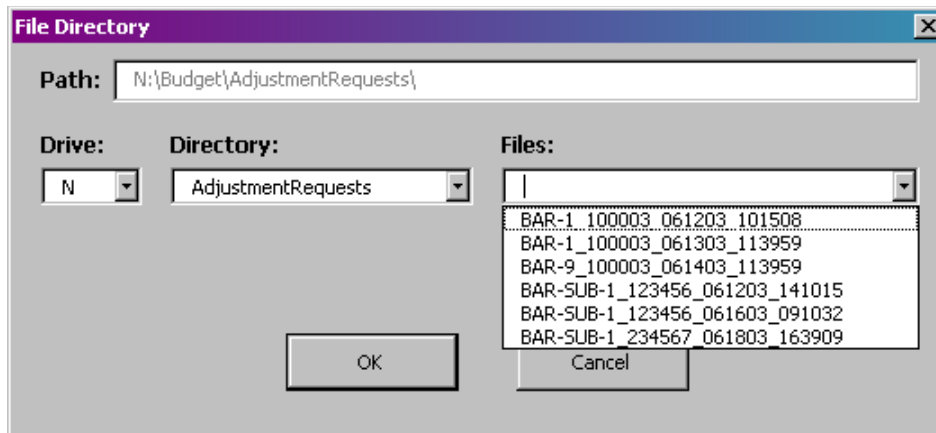 File Directory
Path: N:\Budget\AdjustmentRequests\
Drive: Directory: Files:
N AdjustmentRequests
BAR-1_100003_061203_101508
BAR-1_100003_061303_113959
BAR-9_100003_061403_113959
BAR-SUB-1_123456_061203_141015
BAR-SUB-1_123456_061603_091032
BAR-SUB-1_234567_061803_163909
OK Cancel